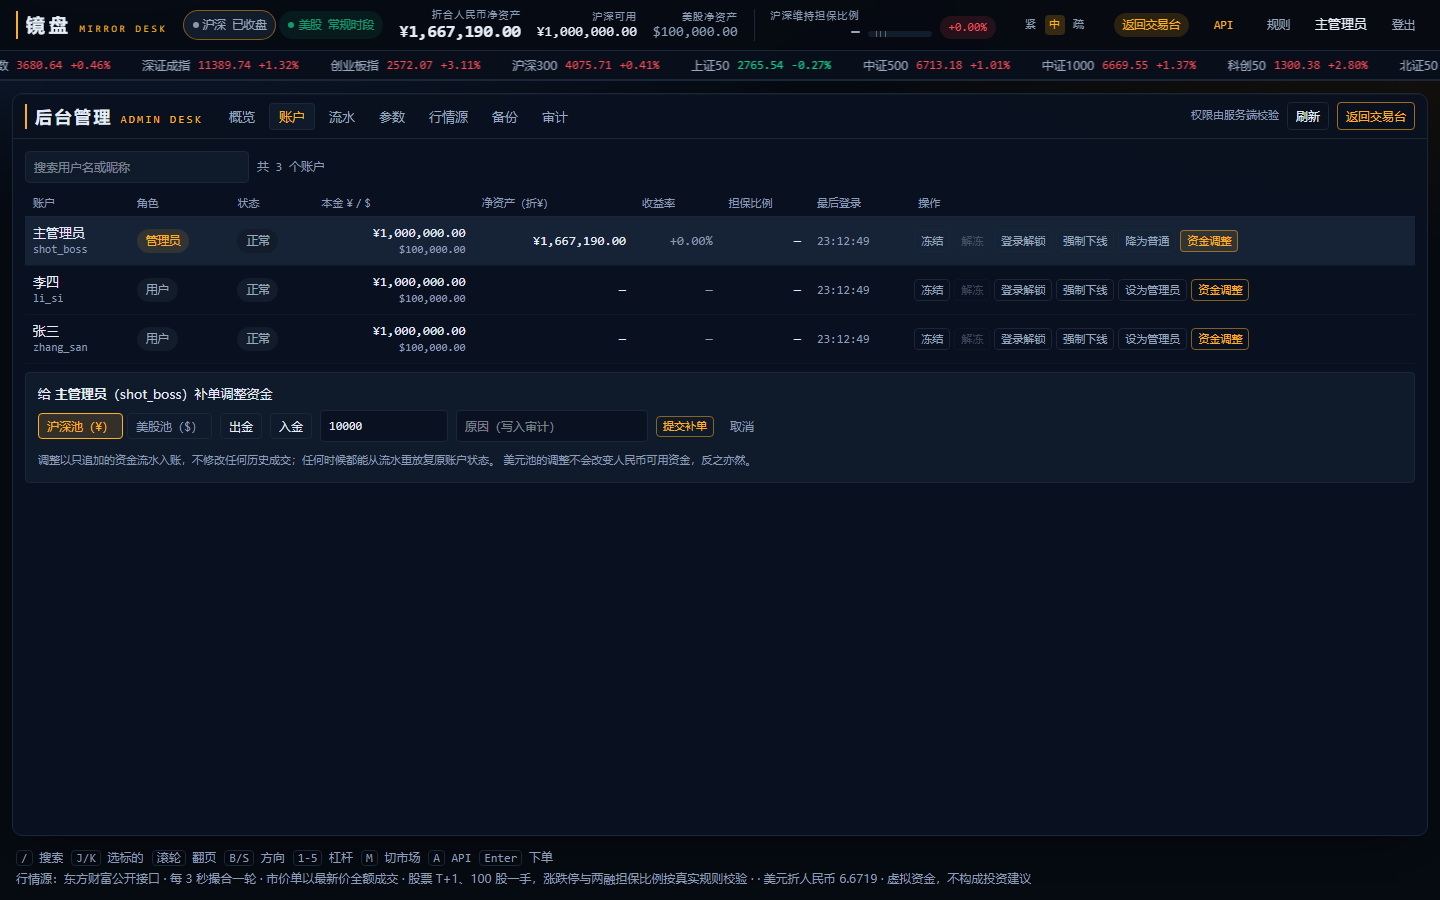 镜盘 MIRROR DESK 沪深 已收盘 美股 常规时段 折合人民币净资产 ¥1,667,190.00 沪深可用 ¥1,000,000.00 美股净资产 $100,000.00 沪深维持担保比例 — +0.00% 紧 中 疏 返回交易台 API 规则 主管理员 登出
数 3680.64 +0.46% 深证成指 11389.74 +1.32% 创业板指 2572.07 +3.11% 沪深300 4075.71 +0.41% 上证50 2765.54 -0.27% 中证500 6713.18 +1.01% 中证1000 6669.55 +1.37% 科创50 1300.38 +2.80% 北证50
后台管理 ADMIN DESK 概览 账户 流水 参数 行情源 备份 审计 权限由服务端校验 刷新 返回交易台
搜索用户名或昵称 共 3 个账户
账户 角色 状态 本金 ¥ / $ 净资产（折¥） 收益率 担保比例 最后登录 操作
主管理员 管理员 正常 ¥1,000,000.00 ¥1,667,190.00 +0.00% — 23:12:49 冻结 解冻 登录解锁 强制下线 降为普通 资金调整
shot_boss $100,000.00
李四 用户 正常 ¥1,000,000.00 — — — 23:12:49 冻结 解冻 登录解锁 强制下线 设为管理员 资金调整
li_si $100,000.00
张三 用户 正常 ¥1,000,000.00 — — — 23:12:49 冻结 解冻 登录解锁 强制下线 设为管理员 资金调整
zhang_san $100,000.00
给 主管理员（shot_boss）补单调整资金
沪深池（¥） 美股池（$） 出金 入金 10000 原因（写入审计） 提交补单 取消
调整以只追加的资金流水入账，不修改任何历史成交；任何时候都能从流水重放复原账户状态。 美元池的调整不会改变人民币可用资金，反之亦然。
/ 搜索 J/K 选标的 滚轮 翻页 B/S 方向 1-5 杠杆 M 切市场 A API Enter 下单
行情源：东方财富公开接口 · 每 3 秒撮合一轮 · 市价单以最新价全额成交 · 股票 T+1、100 股一手，涨跌停与两融担保比例按真实规则校验 · · 美元折人民币 6.6719 · 虚拟资金，不构成投资建议